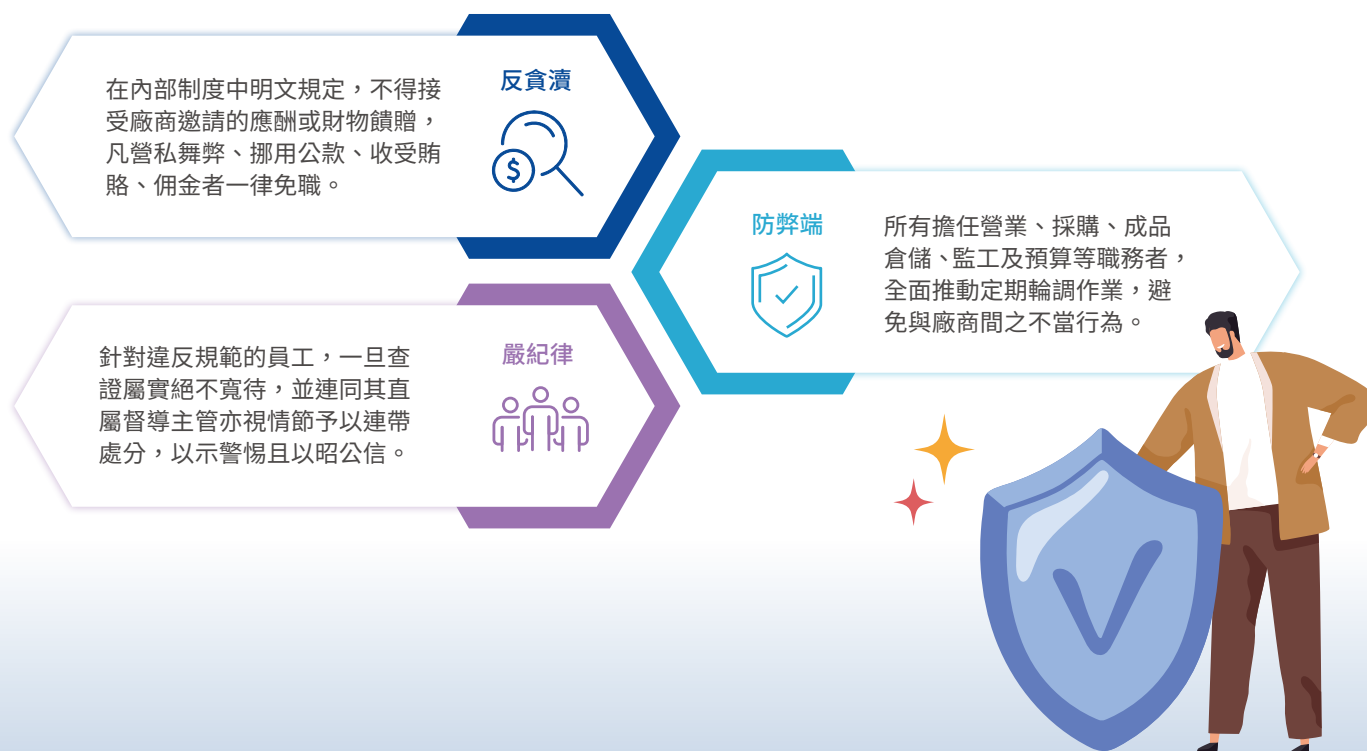 反貪瀆
在內部制度中明文規定，不得接
受廠商邀請的應酬或財物饋贈，
凡營私舞弊、挪用公款、收受賄
賂、佣金者一律免職。
防弊端
所有擔任營業、採購、成品
倉儲、監工及預算等職務者，
全面推動定期輪調作業，避
免與廠商間之不當行為。
嚴紀律
針對違反規範的員工，一旦查
證屬實絕不寬待，並連同其直
屬督導主管亦視情節予以連帶
處分，以示警惕且以昭公信。